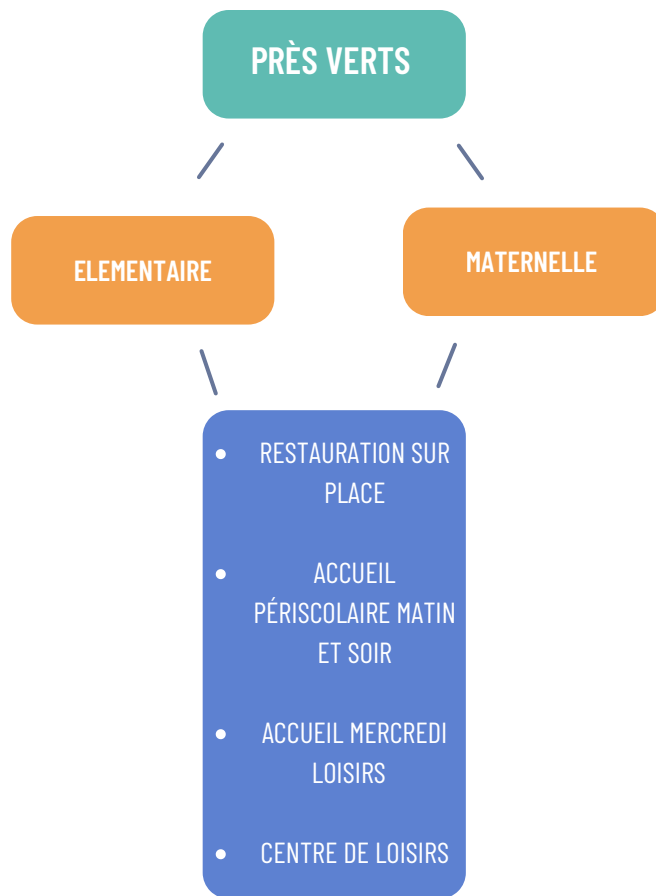 PRÈS VERTS
ELEMENTAIRE
MATERNELLE
• RESTAURATION SUR
PLACE
• ACCUEIL
PÉRISCOLAIRE MATIN
ET SOIR
• ACCUEIL MERCREDI
LOISIRS
• CENTRE DE LOISIRS